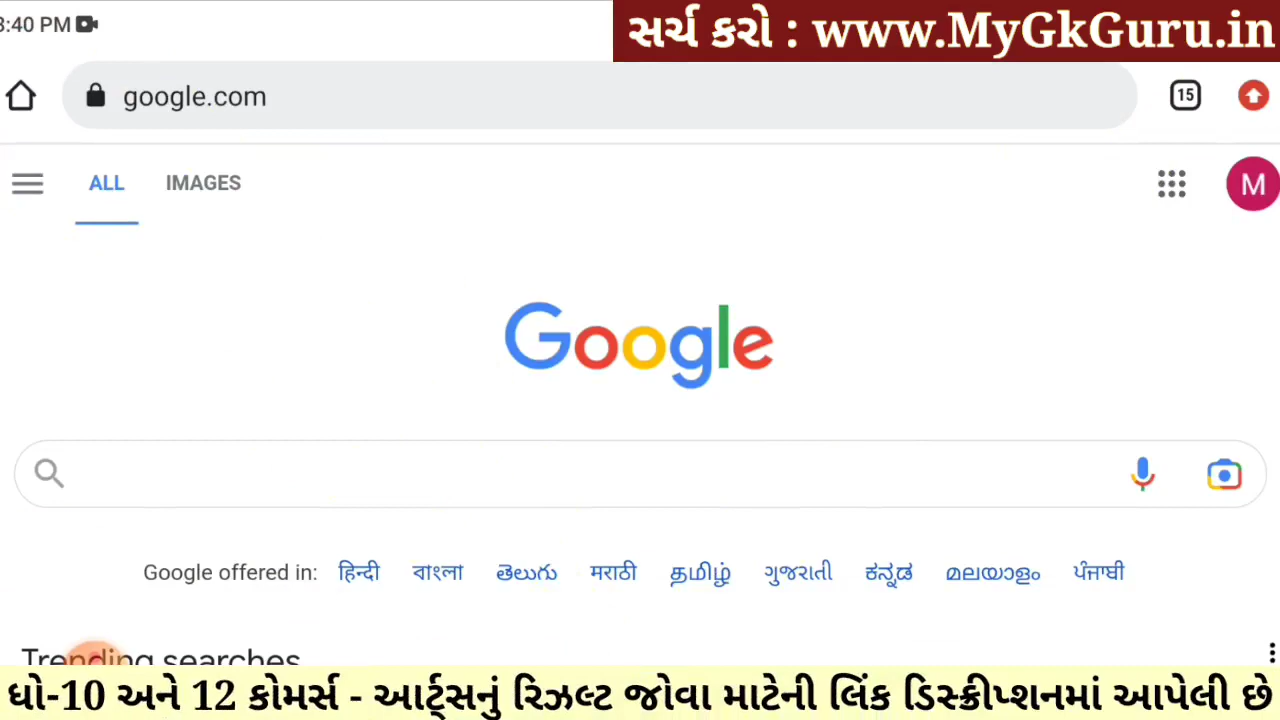 3:40 PM
સર્ચ કરો : www.MyGkGuru.in
google.com
15
ALL IMAGES
M
Google
Google offered in: हिन्दी বাংলা తెలుగు मराठी தமிழ் ગુજરાતી ಕನ್ನಡ മലയാളം ਪੰਜਾਬੀ
Trending searches
ધો-10 અને 12 કોમર્સ - આર્ટ્સનું રિઝલ્ટ જોવા માટેની લિંક ડિસ્ક્રીપ્શનમાં આપેલી છે